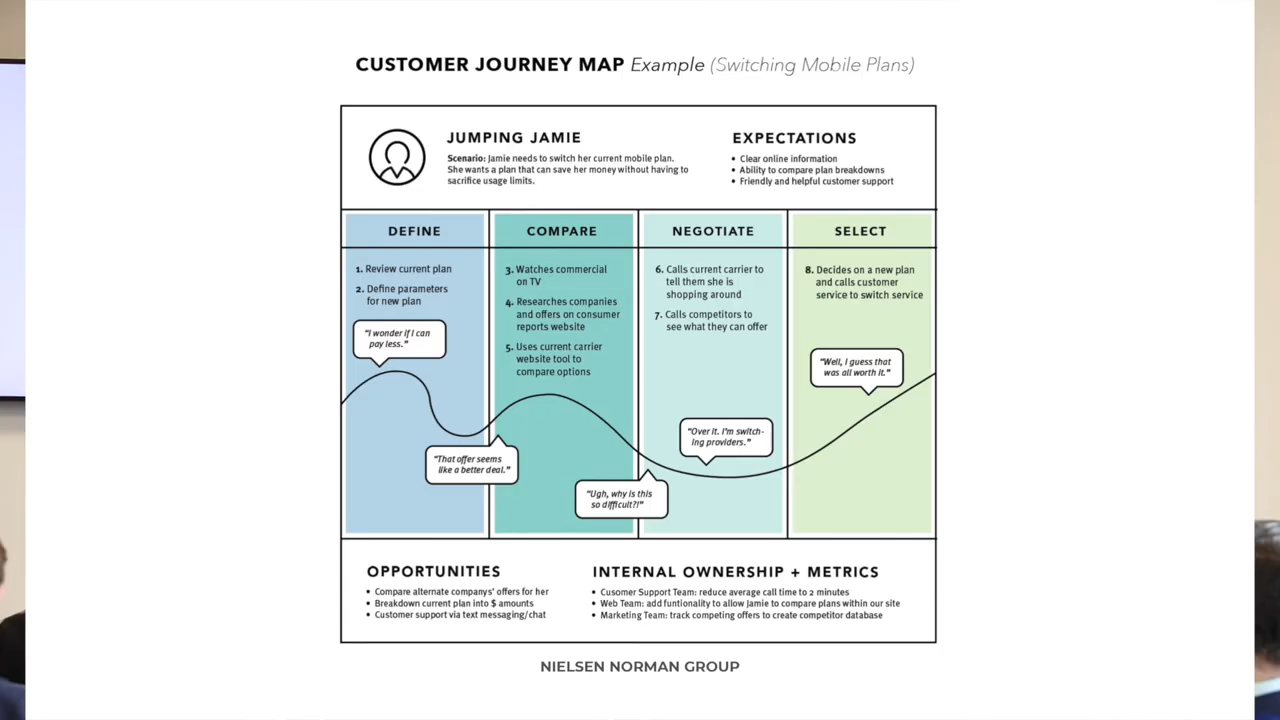 CUSTOMER JOURNEY MAP Example (Switching Mobile Plans)
JUMPING JAMIE
Scenario: Jamie needs to switch her current mobile plan.
She wants a plan that can save her money without having to
sacrifice usage limits.
EXPECTATIONS
• Clear online information
• Ability to compare plan breakdowns
• Friendly and helpful customer support
DEFINE
1. Review current plan
2. Define parameters
for new plan
"I wonder if I can
pay less."
COMPARE
3. Watches commercial
on TV
4. Researches companies
and offers on consumer
reports website
5. Uses current carrier
website tool to
compare options
"That offer seems
like a better deal."
NEGOTIATE
6. Calls current carrier to
tell them she is
shopping around
7. Calls competitors to
see what they can offer
"Ugh, why is this
so difficult?!"
"Over it. I'm switch-
ing providers."
SELECT
8. Decides on a new plan
and calls customer
service to switch service
"Well, I guess that
was all worth it."
OPPORTUNITIES
• Compare alternate companys' offers for her
• Breakdown current plan into $ amounts
• Customer support via text messaging/chat
INTERNAL OWNERSHIP + METRICS
• Cusomer Support Team: reduce average call time to 2 minutes
• Web Team: add funtionality to allow Jamie to compare plans within our site
• Marketing Team: track competing offers to create competitor database
NIELSEN NORMAN GROUP